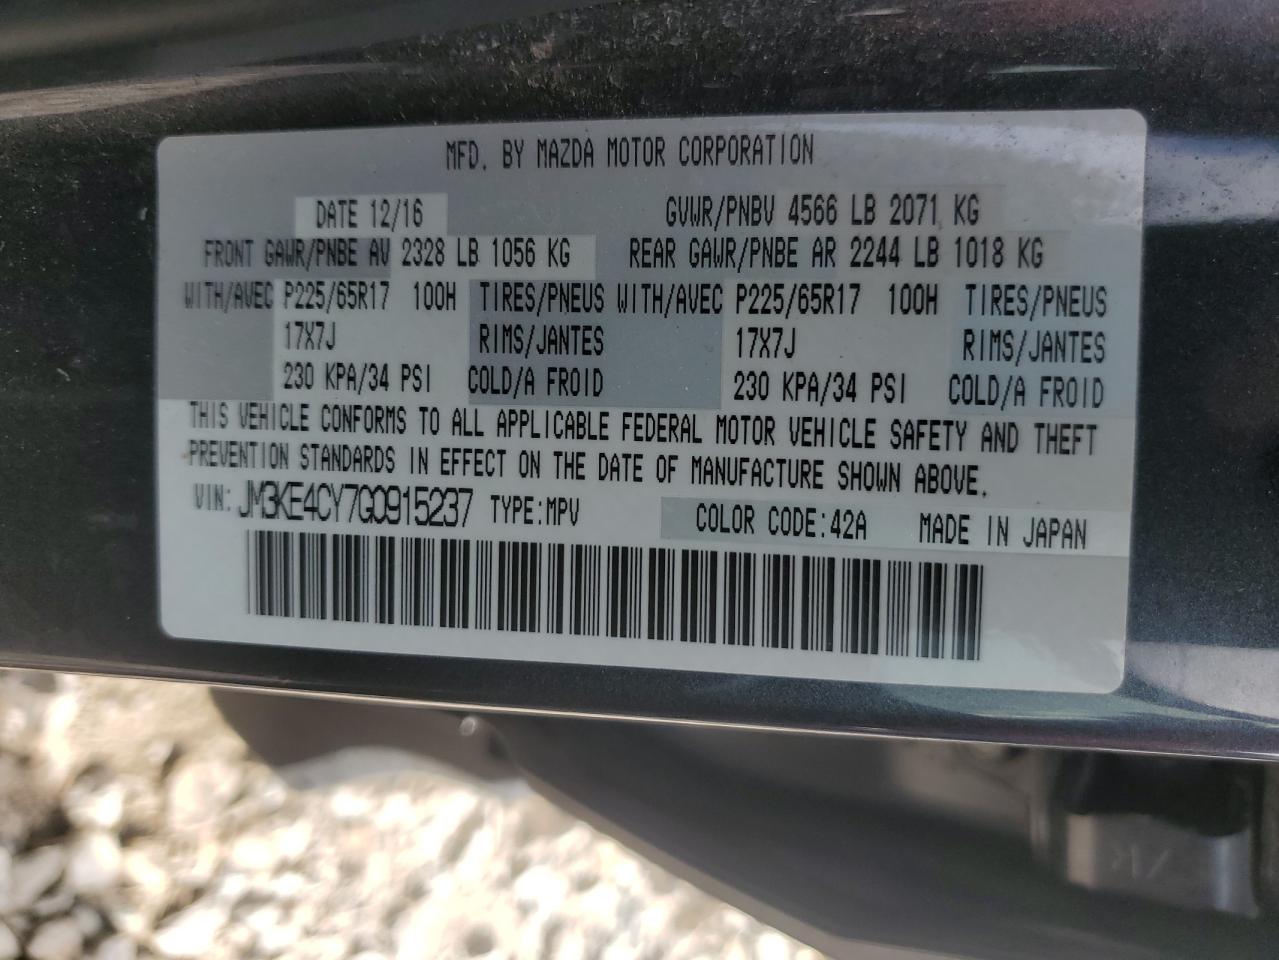 MFD. BY MAZDA MOTOR CORPORATION
DATE 12/16 GVWR/PNBV 4566 LB 2071 KG
FRONT GAWR/PNBE AV 2328 LB 1056 KG REAR GAWR/PNBE AR 2244 LB 1018 KG
WITH/AVEC P225/65R17 100H TIRES/PNEUS WITH/AVEC P225/65R17 100H TIRES/PNEUS
17X7J RIMS/JANTES 17X7J RIMS/JANTES
230 KPA/34 PSI COLD/A FROID 230 KPA/34 PSI COLD/A FROID
THIS VEHICLE CONFORMS TO ALL APPLICABLE FEDERAL MOTOR VEHICLE SAFETY AND THEFT
PREVENTION STANDARDS IN EFFECT ON THE DATE OF MANUFACTURE SHOWN ABOVE.
VIN: JM3KE4CY7G0915237 TYPE:MPV COLOR CODE:42A MADE IN JAPAN